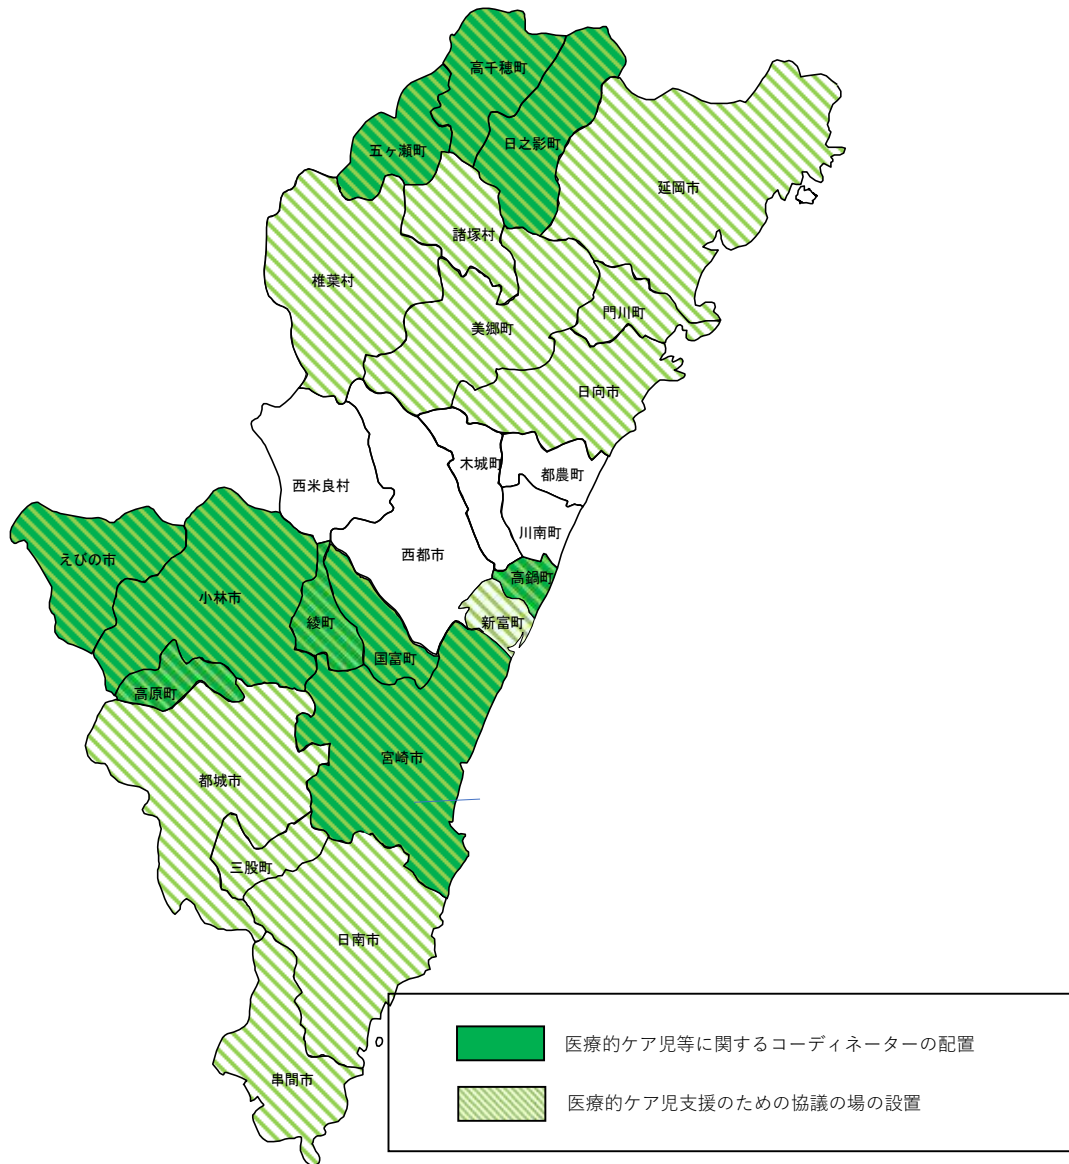 高千穂町
日之影町
五ヶ瀬町
延岡市
諸塚村
椎葉村
門川町
美郷町
日向市
木城町
都農町
西米良村
川南町
西都市
えびの市
高鍋町
小林市
綾町
新富町
国富町
高原町
宮崎市
都城市
三股町
日南市
串間市
医療的ケア児等に関するコーディネーターの配置
医療的ケア児支援のための協議の場の設置